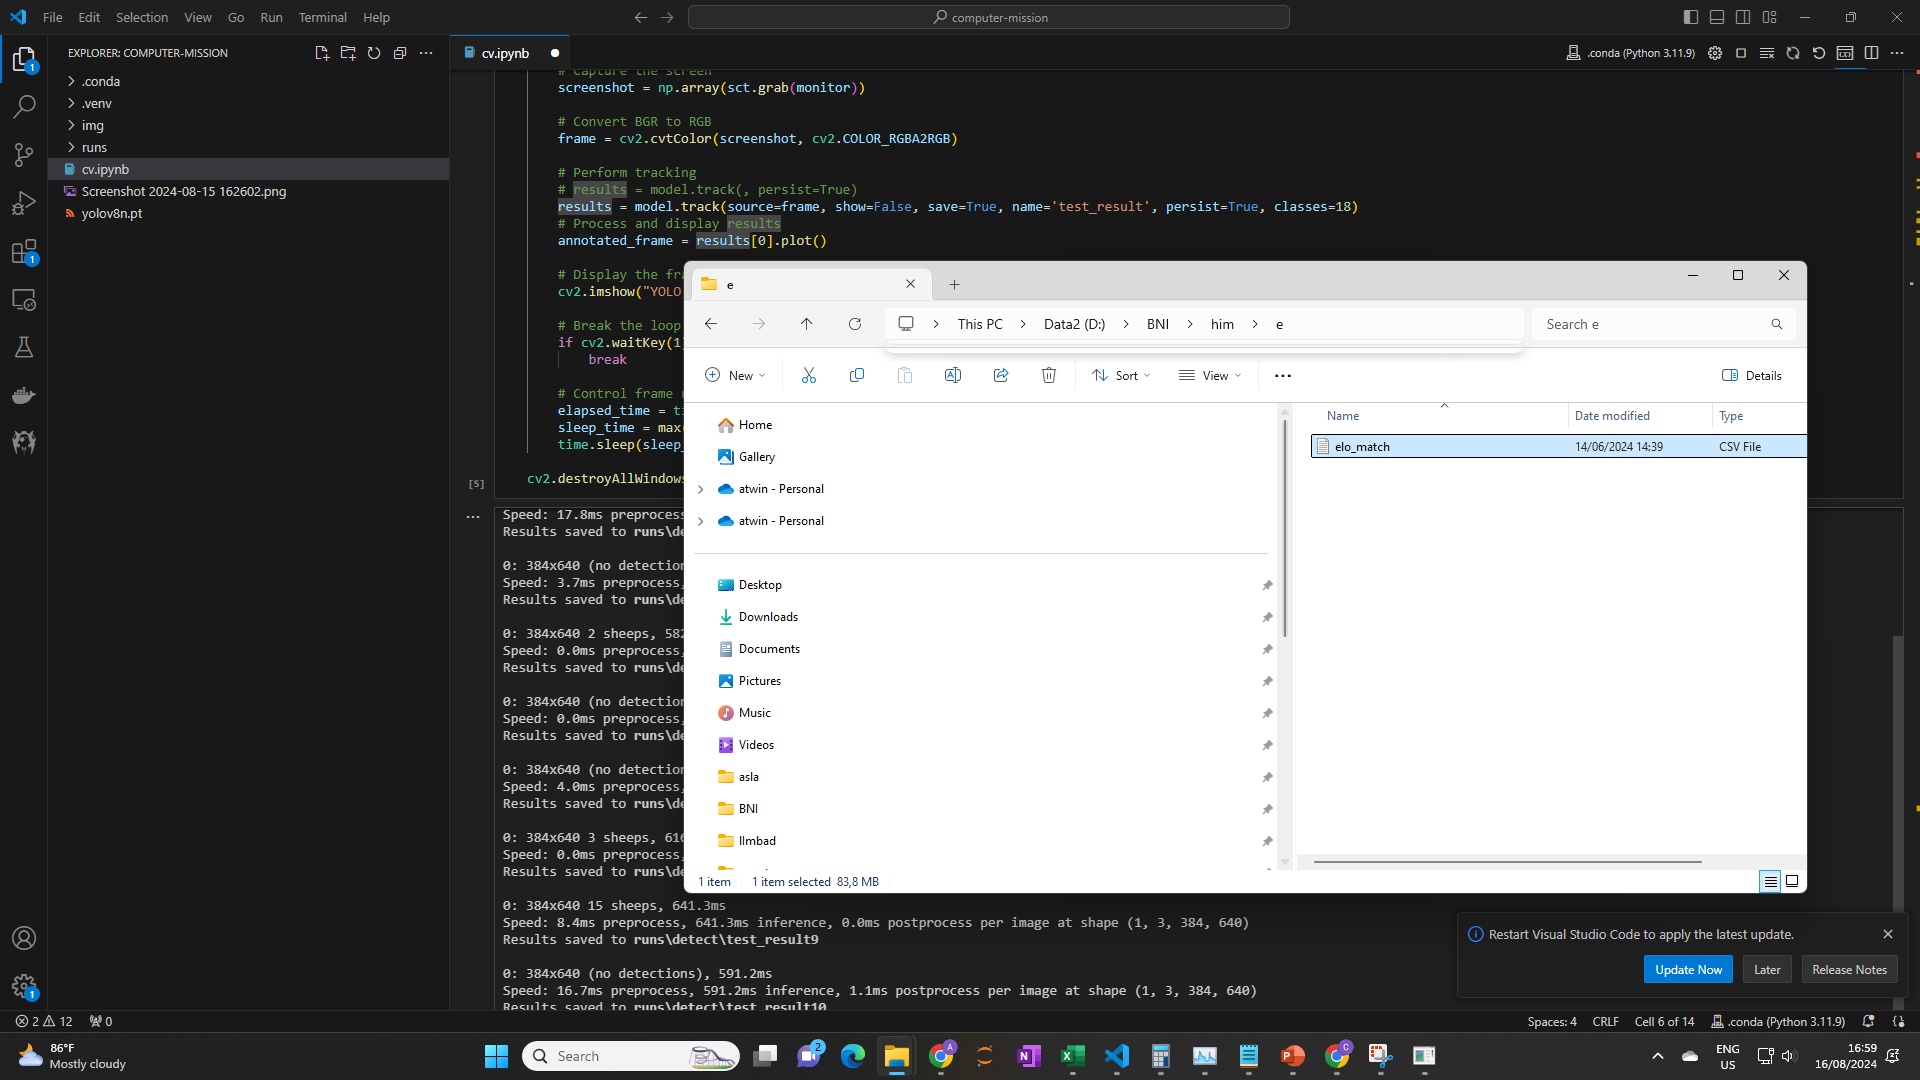 File Edit Selection View Go Run Terminal Help
computer-mission
EXPLORER: COMPUTER-MISSION
cv.ipynb
.conda (Python 3.11.9)
.conda
.venv
img
runs
cv.ipynb
Screenshot 2024-08-15 162602.png
yolov8n.pt
# Capture the screen
screenshot = np.array(sct.grab(monitor))
# Convert BGR to RGB
frame = cv2.cvtColor(screenshot, cv2.COLOR_RGBA2RGB)
# Perform tracking
# results = model.track(, persist=True)
results = model.track(source=frame, show=False, save=True, name='test_result', persist=True, classes=18)
# Process and display results
annotated_frame = results[0].plot()
# Display the fra
cv2.imshow("YOLO
# Break the loop
if cv2.waitKey(1)
break
# Control frame
elapsed_time = ti
sleep_time = max(
time.sleep(sleep_
[5]
cv2.destroyAllWindows
Speed: 17.8ms preprocess
Results saved to runs\de
0: 384x640 (no detection
Speed: 3.7ms preprocess,
Results saved to runs\de
0: 384x640 2 sheeps, 582
Speed: 0.0ms preprocess,
Results saved to runs\de
0: 384x640 (no detection
Speed: 0.0ms preprocess,
Results saved to runs\de
0: 384x640 (no detection
Speed: 4.0ms preprocess,
Results saved to runs\de
0: 384x640 3 sheeps, 616
Speed: 0.0ms preprocess,
Results saved to runs\de
0: 384x640 15 sheeps, 641.3ms
Speed: 8.4ms preprocess, 641.3ms inference, 0.0ms postprocess per image at shape (1, 3, 384, 640)
Results saved to runs\detect\test_result9
0: 384x640 (no detections), 591.2ms
Speed: 16.7ms preprocess, 591.2ms inference, 1.1ms postprocess per image at shape (1, 3, 384, 640)
Results saved to runs\detect\test_result10
e
This PC > Data2 (D:) > BNI > him > e
Search e
New
Sort
View
Details
Home
Gallery
atwin - Personal
atwin - Personal
Desktop
Downloads
Documents
Pictures
Music
Videos
asla
BNI
llmbad
Name Date modified Type
elo_match 14/06/2024 14:39 CSV File
1 item 1 item selected 83,8 MB
Restart Visual Studio Code to apply the latest update.
Update Now Later Release Notes
2 12 0
Spaces: 4 CRLF Cell 6 of 14 .conda (Python 3.11.9)
86°F
Mostly cloudy
Search
2
ENG
US
16:59
16/08/2024